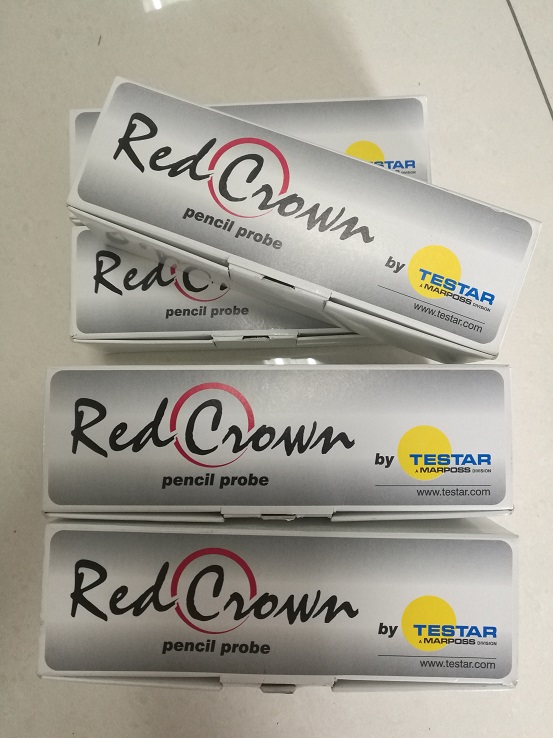 STAR
Red Crown
pencil probe
by TESTAR
A MARPOSS DIVISION
www.testar.com
Red C
pencil probe
Red Crown
pencil probe
by TESTAR
A MARPOSS DIVISION
www.testar.com
Red Crown
pencil probe
by TESTAR
A MARPOSS DIVISION
www.testar.com